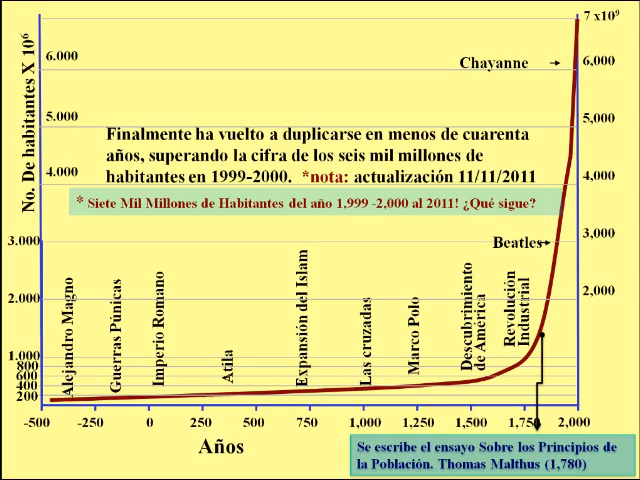 7 x10⁹
No. De habitantes X 10⁶
6.000
Chayanne
6,000
5.000
5,000
Finalmente ha vuelto a duplicarse en menos de cuarenta
años, superando la cifra de los seis mil millones de
habitantes en 1999-2000. *nota: actualización 11/11/2011
4.000
4,000
* Siete Mil Millones de Habitantes del año 1,999 -2,000 al 2011! ¿Qué sigue?
3.000
Beatles
3,000
2.000
2,000
Alejandro Magno
Guerras Púnicas
Imperio Romano
Atila
Expansión del Islam
Las cruzadas
Marco Polo
Descubrimiento
de América
Revolución
Industrial
1.000
800
600
400
200
-500 -250 0 250 500 750 1,000 1,250 1,500 1,750 2,000
Años
Se escribe el ensayo Sobre los Principios de
la Población. Thomas Malthus (1,780)